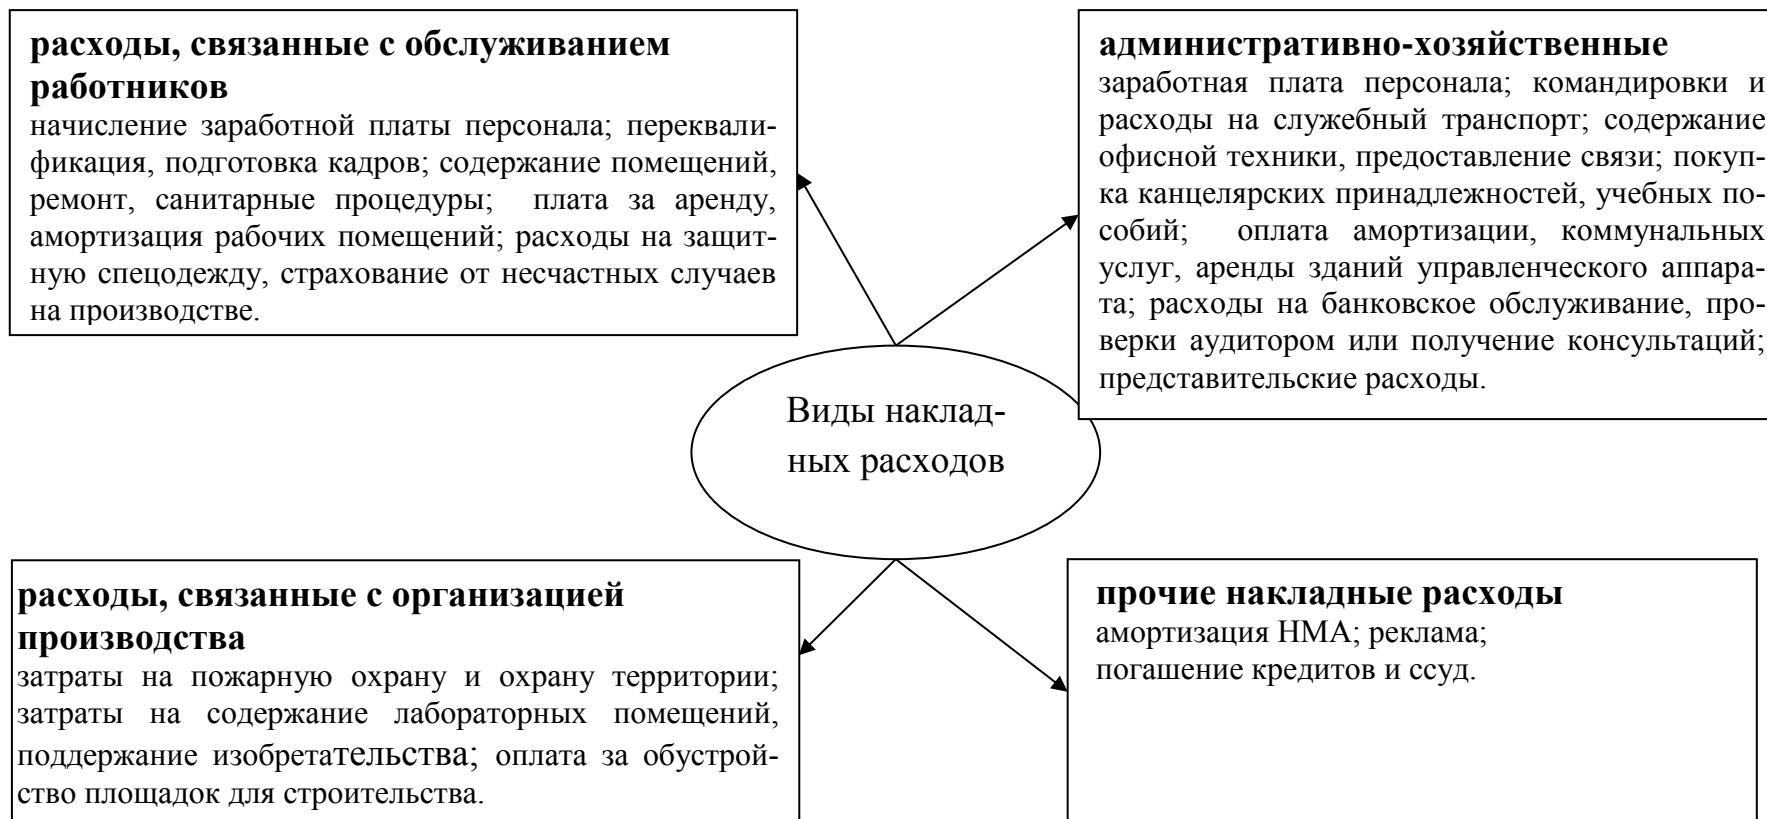 расходы, связанные с обслуживанием
работников
начисление заработной платы персонала; переквали-
фикация, подготовка кадров; содержание помещений,
ремонт, санитарные процедуры; плата за аренду,
амортизация рабочих помещений; расходы на защит-
ную спецодежду, страхование от несчастных случаев
на производстве.
административно-хозяйственные
заработная плата персонала; командировки и
расходы на служебный транспорт; содержание
офисной техники, предоставление связи; покуп-
ка канцелярских принадлежностей, учебных по-
собий; оплата амортизации, коммунальных
услуг, аренды зданий управленческого аппара-
та; расходы на банковское обслуживание, про-
верки аудитором или получение консультаций;
представительские расходы.
Виды наклад-
ных расходов
расходы, связанные с организацией
производства
затраты на пожарную охрану и охрану территории;
затраты на содержание лабораторных помещений,
поддержание изобретательства; оплата за обустрой-
ство площадок для строительства.
прочие накладные расходы
амортизация НМА; реклама;
погашение кредитов и ссуд.